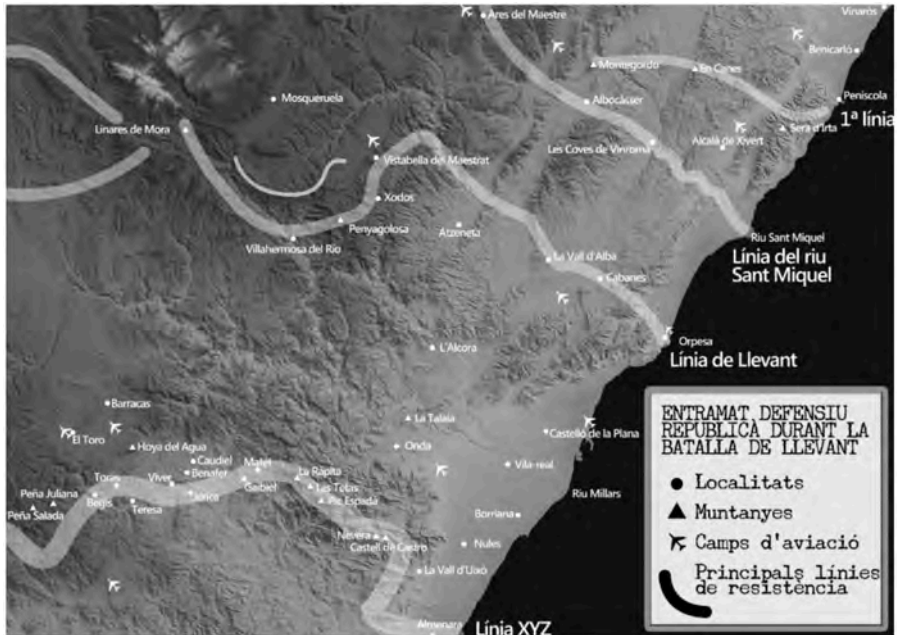 Ares del Maestre
Vinaròs
Benicarló
Montegordo
En Canes
Mosqueruela
Albocàsser
Peníscola
1ª línia
Linares de Mora
Sera d'Irta
Alcalà de Xivert
Les Coves de Vinromà
Vistabella del Maestrat
Xodos
Penyagolosa
Atzeneta
Villahermosa del Río
Riu Sant Miquel
Línia del riu
Sant Miquel
La Vall d'Alba
Cabanes
Orpesa
Línia de Llevant
L'Alcora
Barracas
La Talaia
El Toro
Hoya del Agua
Onda
Castelló de la Plana
Caudiel
Matet
Vila-real
Benafer
La Ràpita
Toras
Viver
Gaibiel
Les Totas
Peña Juliana
Jérica
Pic Espadà
Begís
Teresa
Peña Salada
Riu Millars
Borriana
Nevera
Nules
Castell de Castro
La Vall d'Uixó
Almenara
Línia XYZ
ENTRAMAT DEFENSIU
REPUBLICÀ DURANT LA
BATALLA DE LLEVANT
Localitats
Muntanyes
Camps d'aviació
Principals línies
de resistència